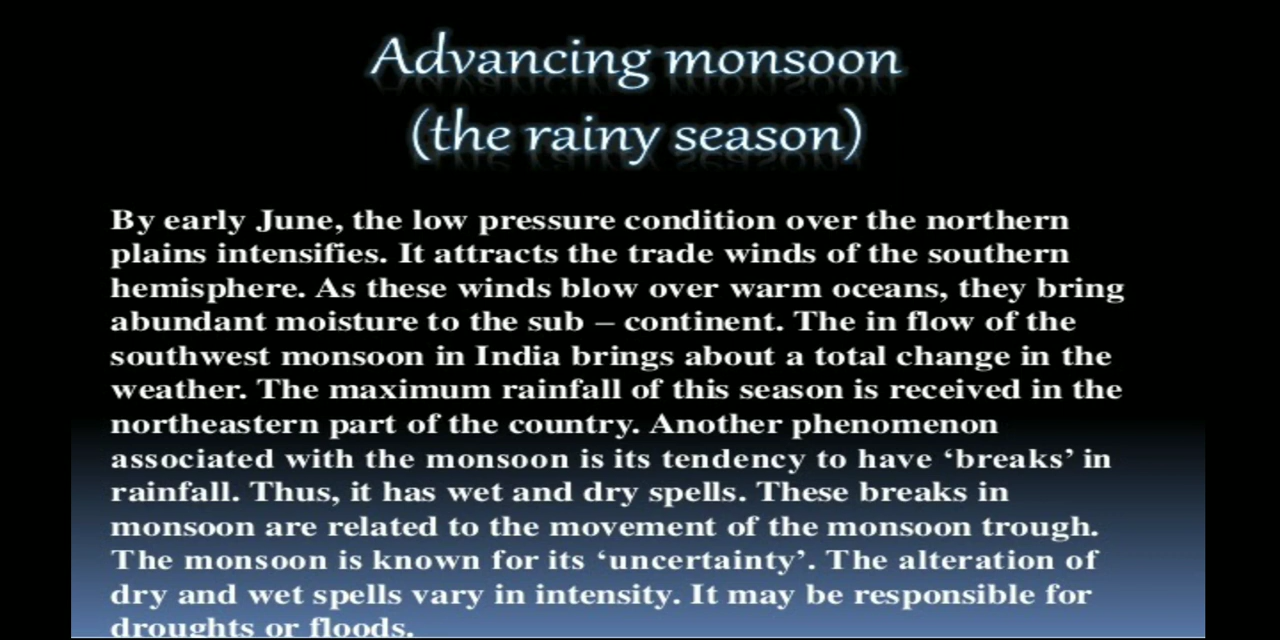 Advancing monsoon
(the rainy season)
By early June, the low pressure condition over the northern
plains intensifies. It attracts the trade winds of the southern
hemisphere. As these winds blow over warm oceans, they bring
abundant moisture to the sub – continent. The in flow of the
southwest monsoon in India brings about a total change in the
weather. The maximum rainfall of this season is received in the
northeastern part of the country. Another phenomenon
associated with the monsoon is its tendency to have ‘breaks’ in
rainfall. Thus, it has wet and dry spells. These breaks in
monsoon are related to the movement of the monsoon trough.
The monsoon is known for its ‘uncertainty’. The alteration of
dry and wet spells vary in intensity. It may be responsible for
droughts or floods.